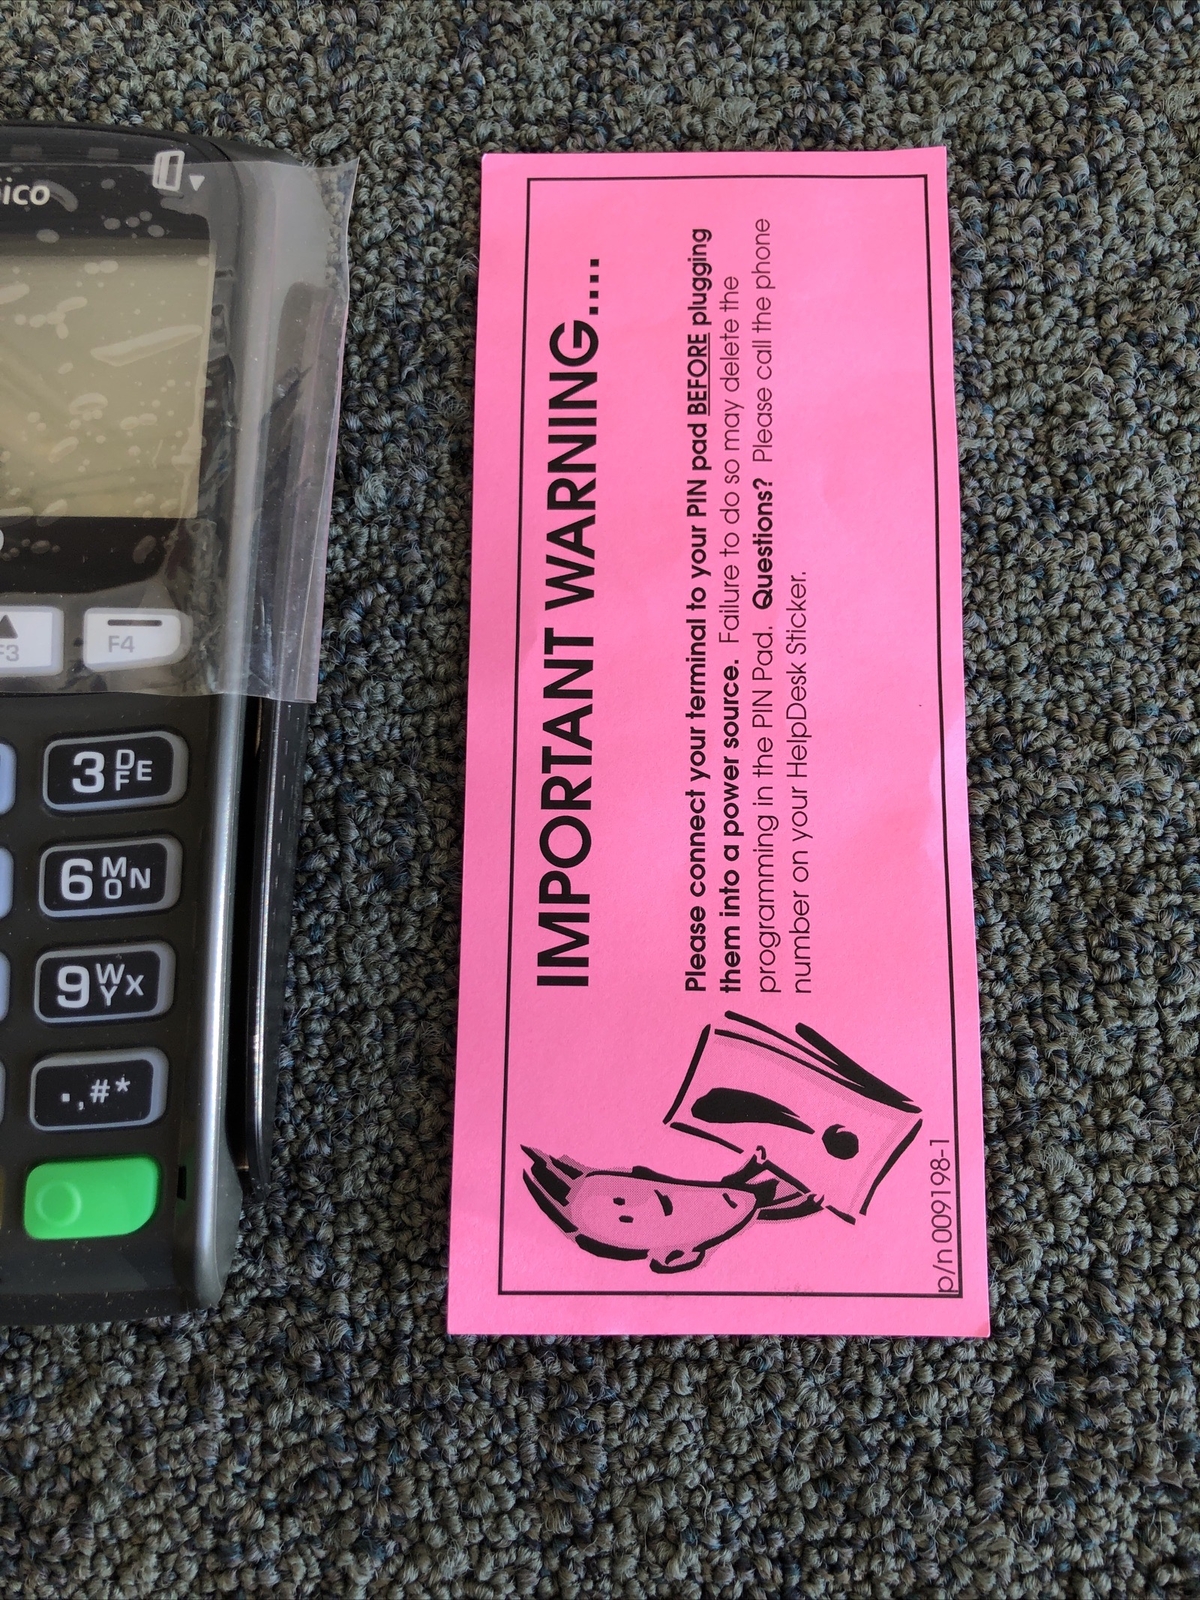 ico
F3
F4
3 DEF
6 MNO
9 WXY
.,#*
IMPORTANT WARNING....
Please connect your terminal to your PIN pad BEFORE plugging
them into a power source. Failure to do so may delete the
programming in the PIN Pad. Questions? Please call the phone
number on your HelpDesk Sticker.
p/n 009198-1